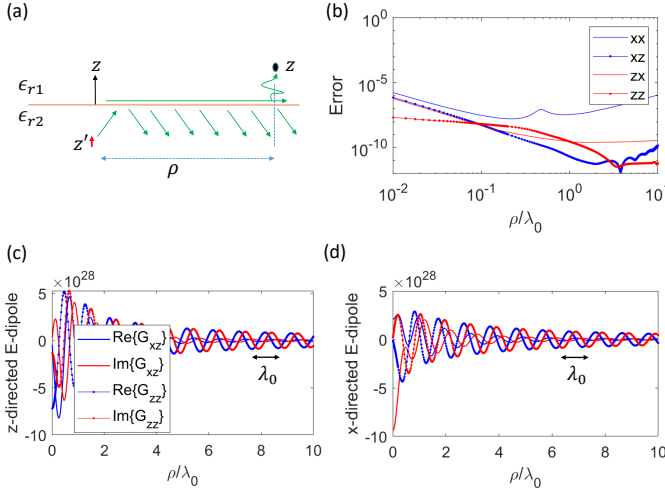 (a)
z
z
ϵr1
ϵr2
z′
ρ
(b)
Error
10^0
10^-5
10^-10
10^-2
10^-1
10^0
10^1
ρ/λ0
xx
xz
zx
zz
(c)
×10^28
z-directed E-dipole
5
0
-5
-10
0
2
4
6
8
10
ρ/λ0
Re{Gxz}
Im{Gxz}
Re{Gzz}
Im{Gzz}
λ0
(d)
×10^28
x-directed E-dipole
5
0
-5
-10
0
2
4
6
8
10
ρ/λ0
λ0